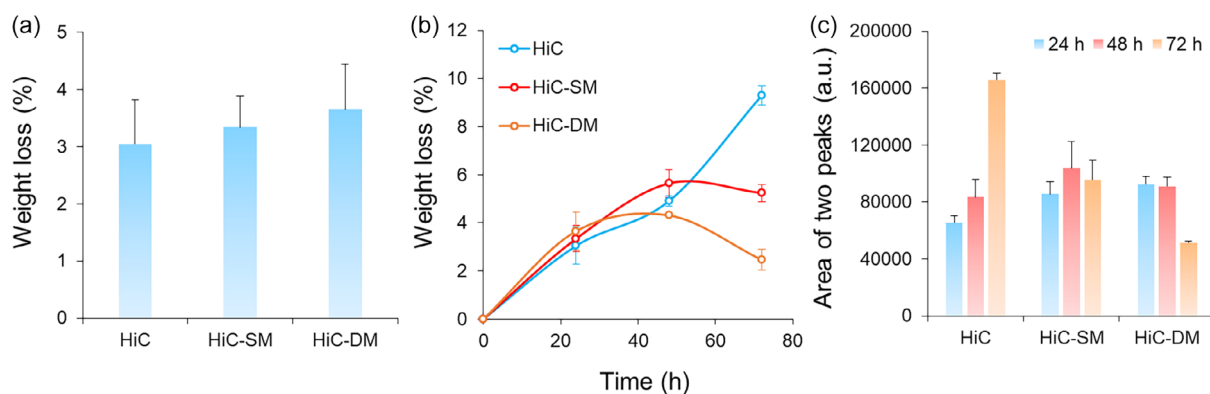 (a)
Weight loss (%)
5
4
3
2
1
0
HiC
HiC-SM
HiC-DM
(b)
Weight loss (%)
12
10
8
6
4
2
0
HiC
HiC-SM
HiC-DM
0
20
40
60
80
Time (h)
(c)
Area of two peaks (a.u.)
200000
160000
120000
80000
40000
0
24 h 48 h 72 h
HiC
HiC-SM
HiC-DM